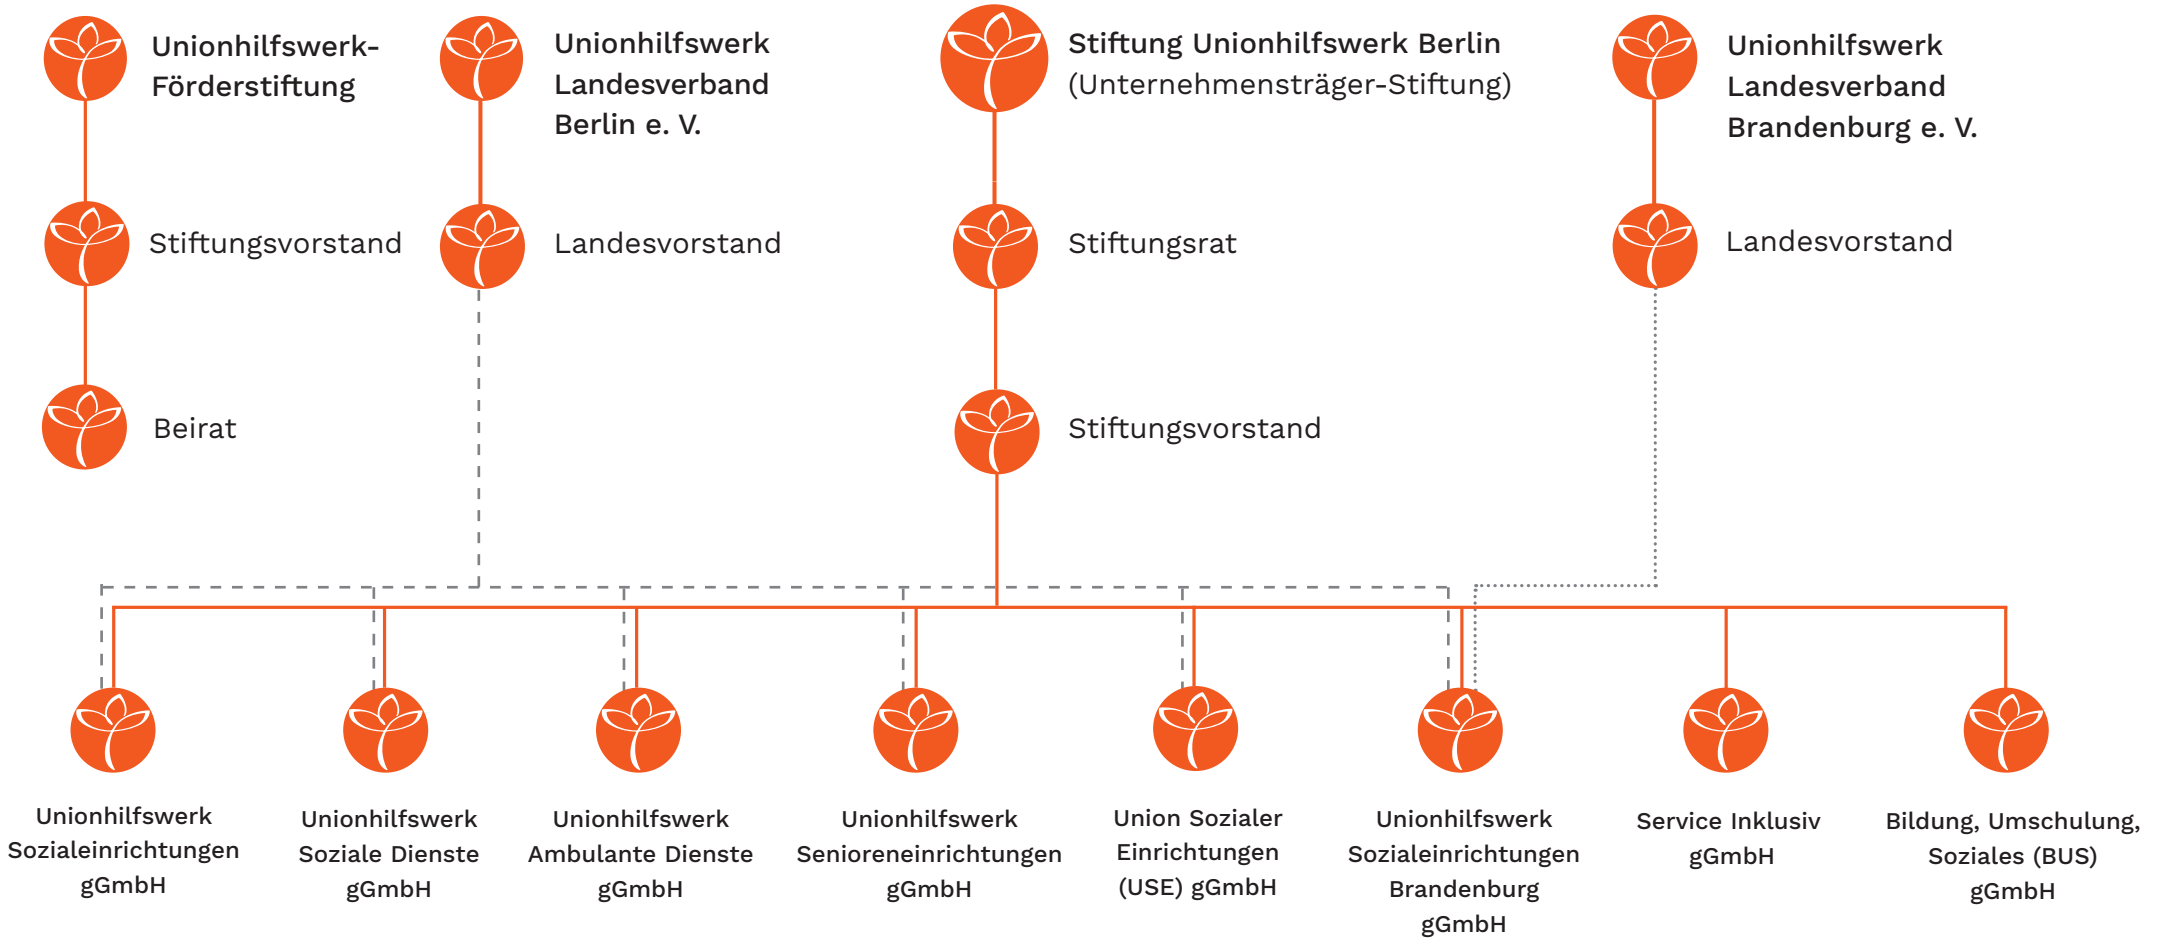 Unionhilfswerk-
Förderstiftung
Unionhilfswerk
Landesverband
Berlin e. V.
Stiftung Unionhilfswerk Berlin
(Unternehmensträger-Stiftung)
Unionhilfswerk
Landesverband
Brandenburg e. V.
Stiftungsvorstand
Landesvorstand
Stiftungsrat
Landesvorstand
Beirat
Stiftungsvorstand
Unionhilfswerk
Sozialeinrichtungen
gGmbH
Unionhilfswerk
Soziale Dienste
gGmbH
Unionhilfswerk
Ambulante Dienste
gGmbH
Unionhilfswerk
Senioreneinrichtungen
gGmbH
Union Sozialer
Einrichtungen
(USE) gGmbH
Unionhilfswerk
Sozialeinrichtungen
Brandenburg
gGmbH
Service Inklusiv
gGmbH
Bildung, Umschulung,
Soziales (BUS)
gGmbH